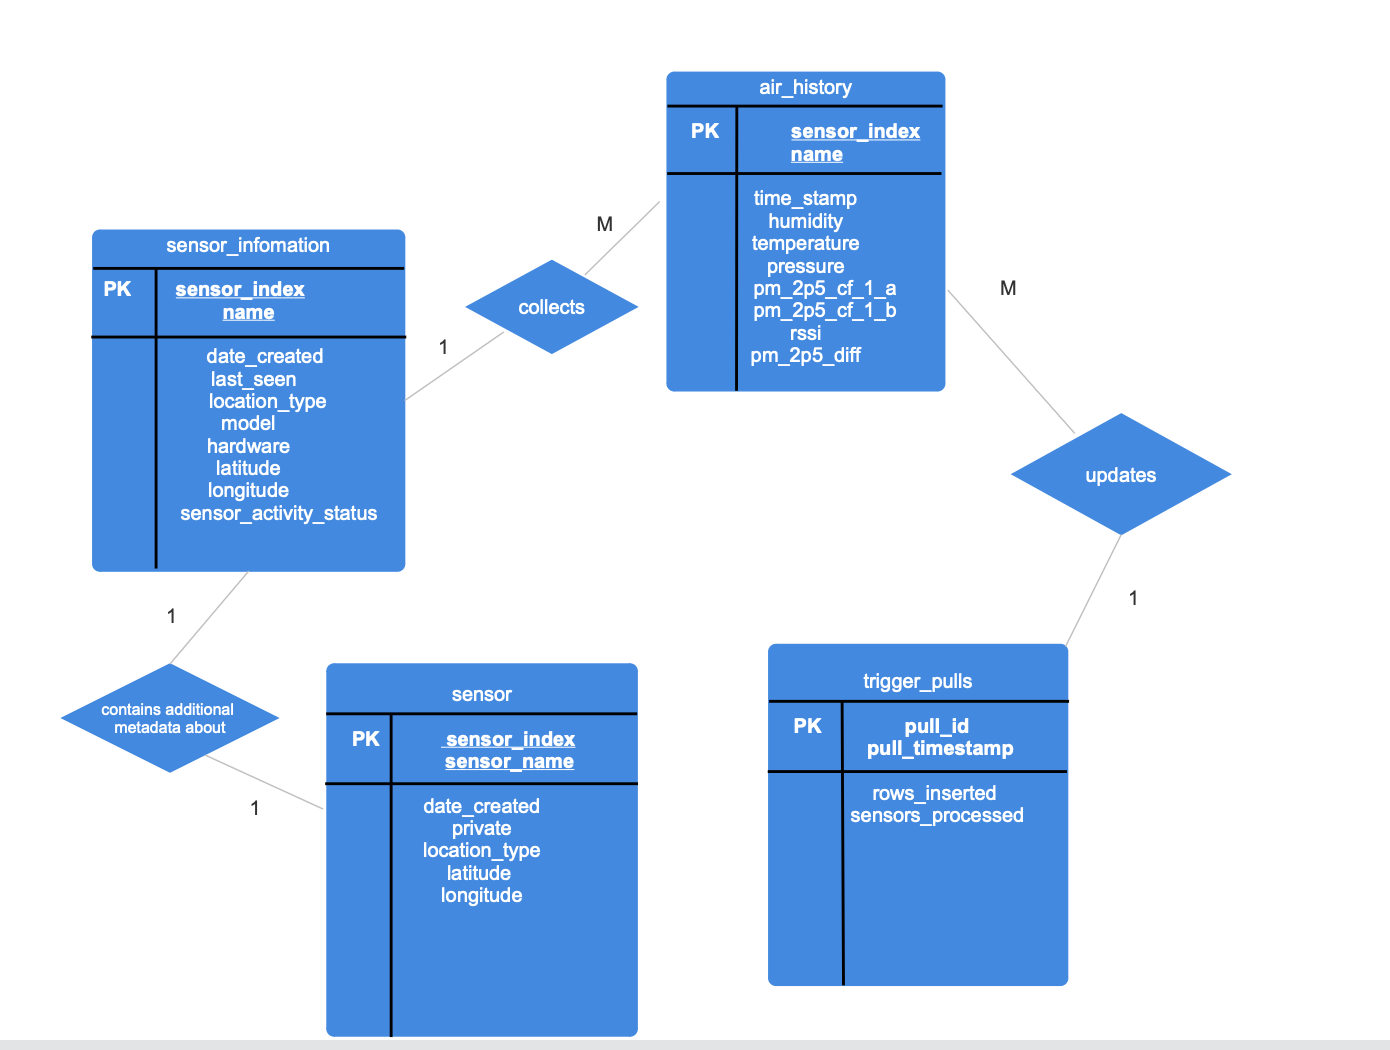 air_history
PK
sensor_index
name
time_stamp
humidity
temperature
pressure
pm_2p5_cf_1_a
pm_2p5_cf_1_b
rssi
pm_2p5_diff
M
collects
1
sensor_infomation
PK
sensor_index
name
date_created
last_seen
location_type
model
hardware
latitude
longitude
sensor_activity_status
M
updates
1
1
contains additional
metadata about
1
sensor
PK
sensor_index
sensor_name
date_created
private
location_type
latitude
longitude
trigger_pulls
PK
pull_id
pull_timestamp
rows_inserted
sensors_processed